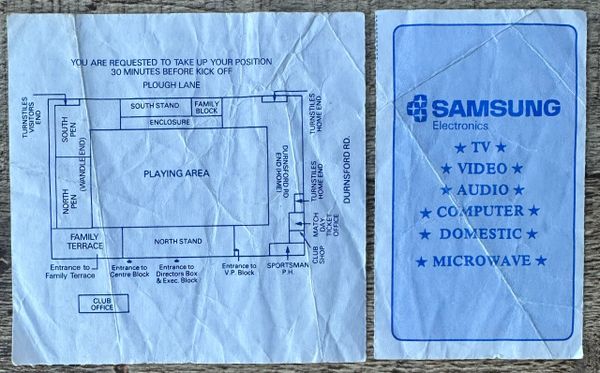 YOU ARE REQUESTED TO TAKE UP YOUR POSITION
30 MINUTES BEFORE KICK OFF
PLOUGH LANE
TURNSTILES
VISITORS
END
SOUTH
PEN
SOUTH STAND
FAMILY
BLOCK
ENCLOSURE
TURNSTILES
HOME END
NORTH
PEN
(WANDLE END)
PLAYING AREA
DURNSFORD RD
END (HOME)
DURNSFORD RD.
TURNSTILES
HOME END
MATCH
DAY
TICKET
OFFICE
CLUB
SHOP
FAMILY
TERRACE
NORTH STAND
SPORTSMAN
P.H.
Entrance to
Family Terrace
Entrance to
Centre Block
Entrance to
Directors Box
& Exec. Block
Entrance to
V.P. Block
CLUB
OFFICE
SAMSUNG
Electronics
★ TV ★
★ VIDEO ★
★ AUDIO ★
★ COMPUTER ★
★ DOMESTIC ★
★ MICROWAVE ★